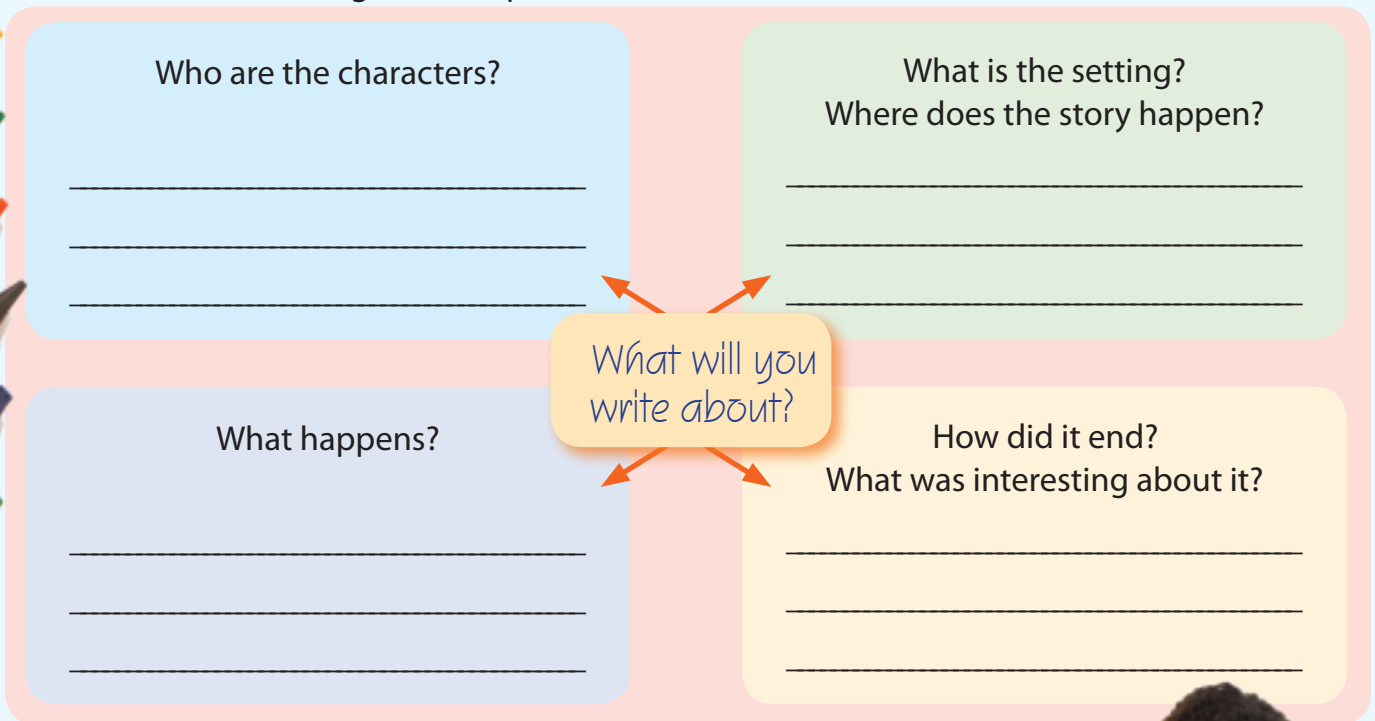 Who are the characters?
What is the setting?
Where does the story happen?
What will you
write about?
What happens?
How did it end?
What was interesting about it?